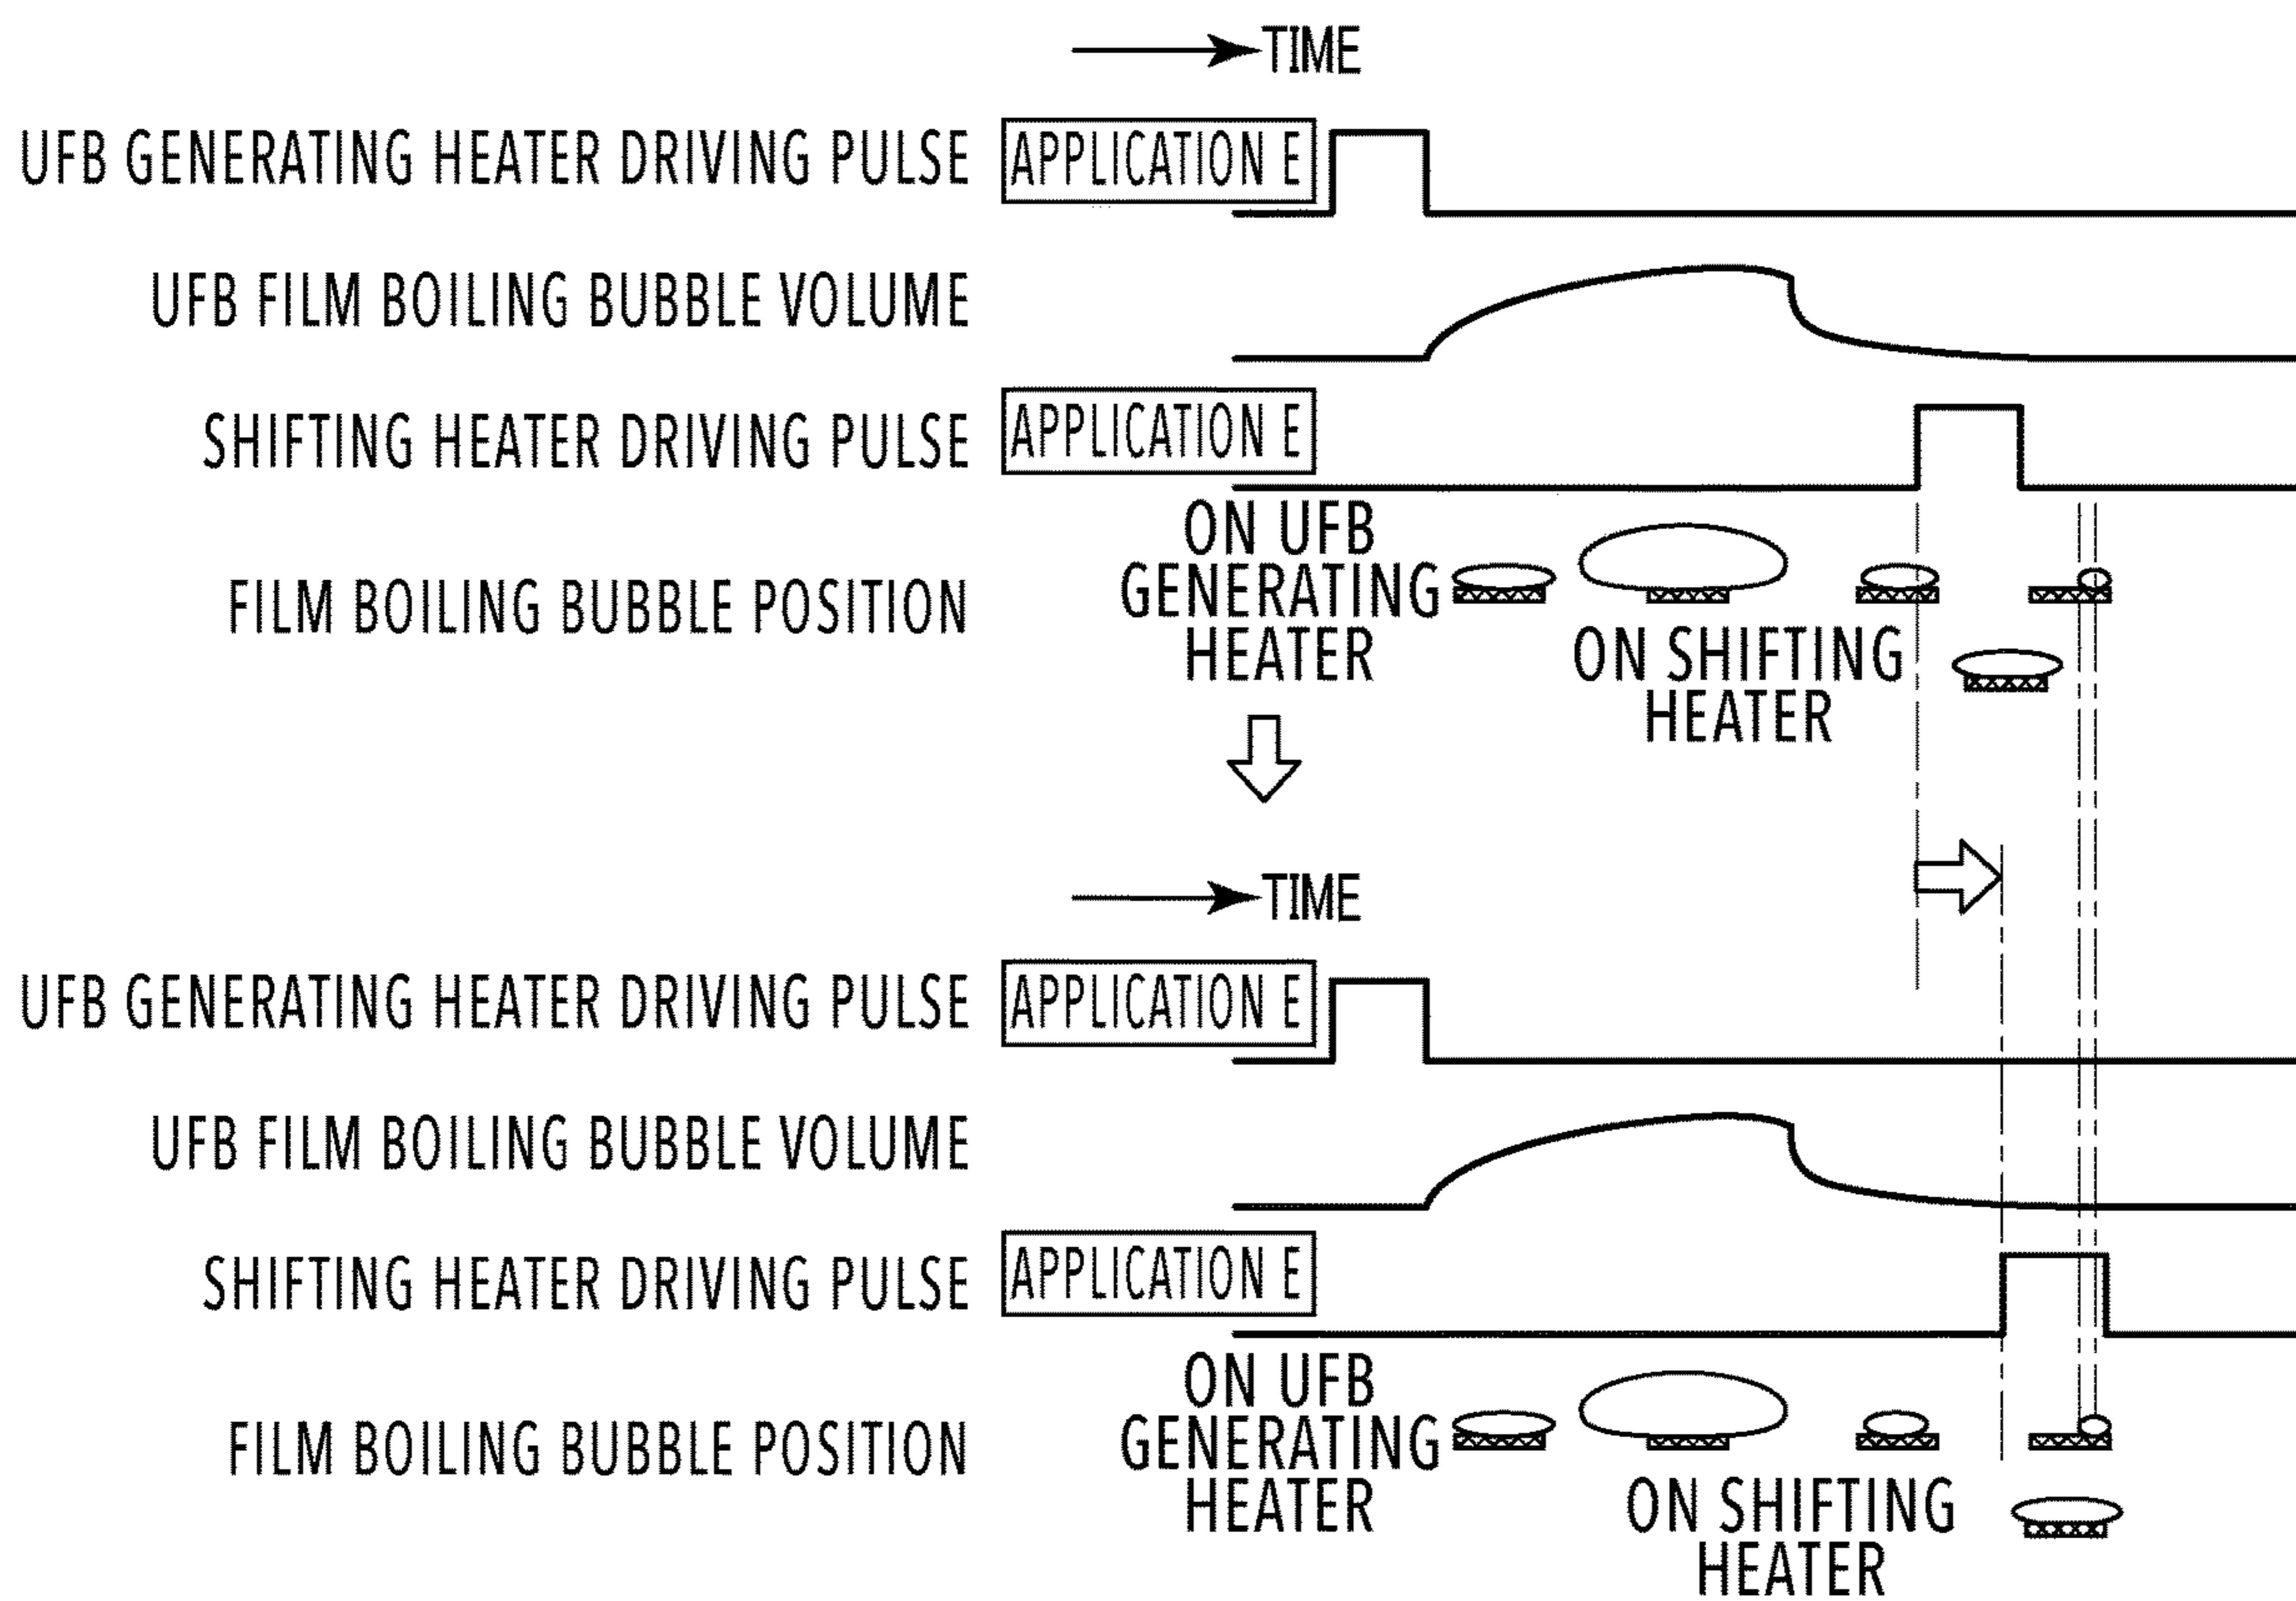 TIME
UFB GENERATING HEATER DRIVING PULSE APPLICATION E
UFB FILM BOILING BUBBLE VOLUME
SHIFTING HEATER DRIVING PULSE APPLICATION E
FILM BOILING BUBBLE POSITION
ON UFB
GENERATING
HEATER
ON SHIFTING
HEATER
TIME
UFB GENERATING HEATER DRIVING PULSE APPLICATION E
UFB FILM BOILING BUBBLE VOLUME
SHIFTING HEATER DRIVING PULSE APPLICATION E
FILM BOILING BUBBLE POSITION
ON UFB
GENERATING
HEATER
ON SHIFTING
HEATER